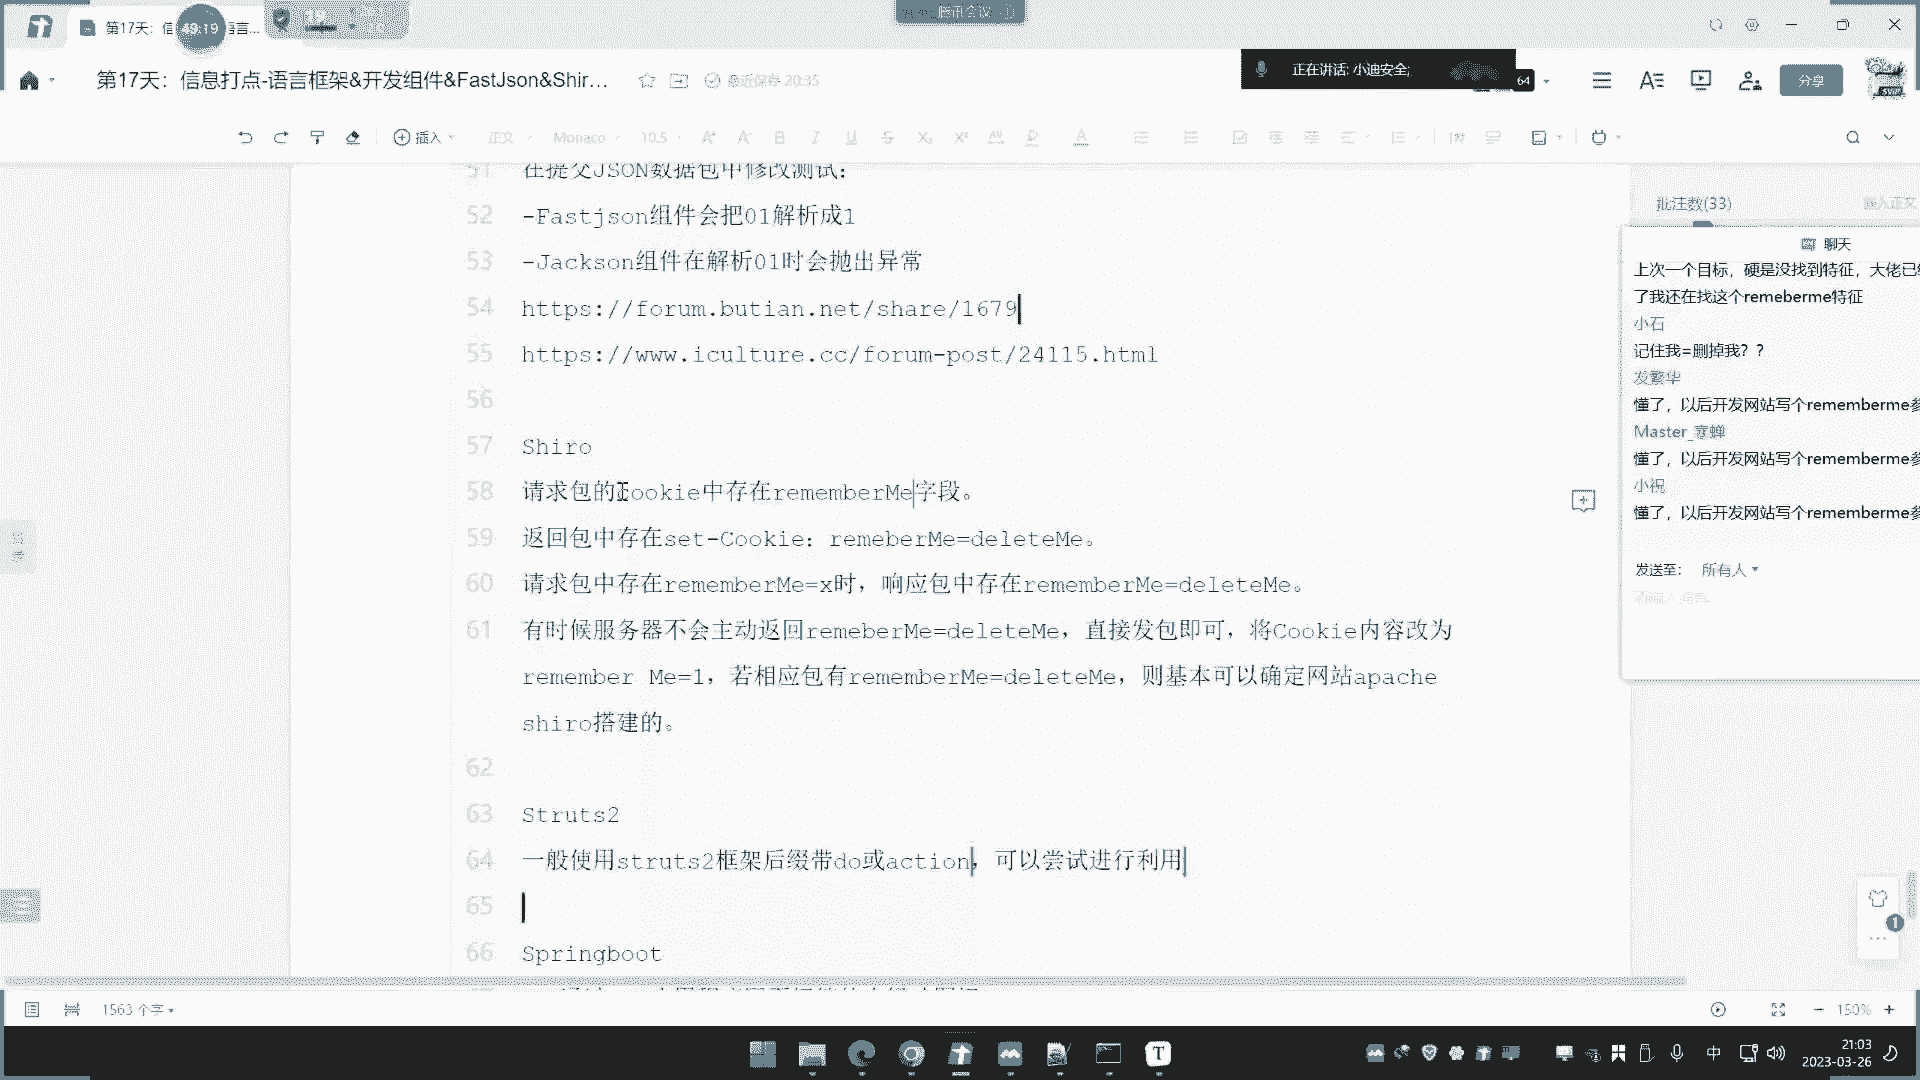 第17天：信
49:19
言...
19
腾讯会议
第17天：信息打点-语言框架&开发组件&FastJson&Shir...
最近保存 20:35
正在讲话: 小迪安全;
64
分享
插入
正文
Monaco
10.5
51 在提交JSON数据包中修改测试：
52 -Fastjson组件会把01解析成1
53 -Jackson组件在解析01时会抛出异常
54 https://forum.butian.net/share/1679
55 https://www.iculture.cc/forum-post/24115.html
56
57 Shiro
58 请求包的Cookie中存在rememberMe字段。
59 返回包中存在set-Cookie：remeberMe=deleteMe。
60 请求包中存在rememberMe=x时，响应包中存在rememberMe=deleteMe。
61 有时候服务器不会主动返回remeberMe=deleteMe，直接发包即可，将Cookie内容改为
remember Me=1，若相应包有rememberMe=deleteMe，则基本可以确定网站apache
shiro搭建的。
62
63 Struts2
64 一般使用struts2框架后缀带do或action，可以尝试进行利用
65
66 Springboot
批注数(33)
聊天
上次一个目标，硬是没找到特征，大佬已
了我还在找这个remeberme特征
小石
记住我=删掉我？？
发繁华
懂了，以后开发网站写个rememberme参
Master_寒蝉
懂了，以后开发网站写个rememberme参
小祝
懂了，以后开发网站写个rememberme参
发送至： 所有人
1
1563 个字
150%
中
21:03
2023-03-26